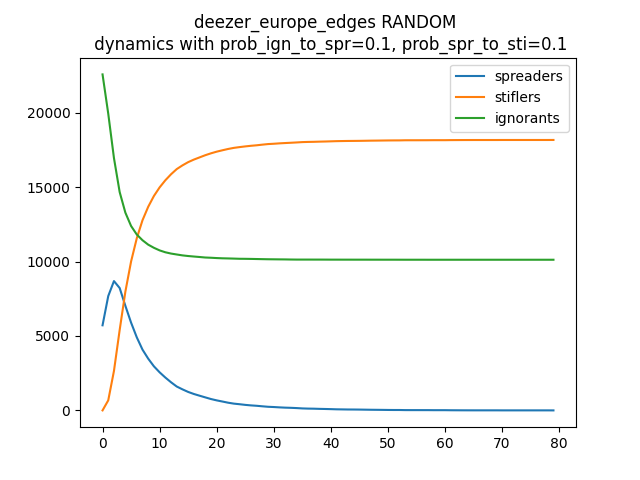 deezer_europe_edges RANDOM
dynamics with prob_ign_to_spr=0.1, prob_spr_to_sti=0.1
spreaders
stiflers
ignorants
20000
15000
10000
5000
0
0 10 20 30 40 50 60 70 80